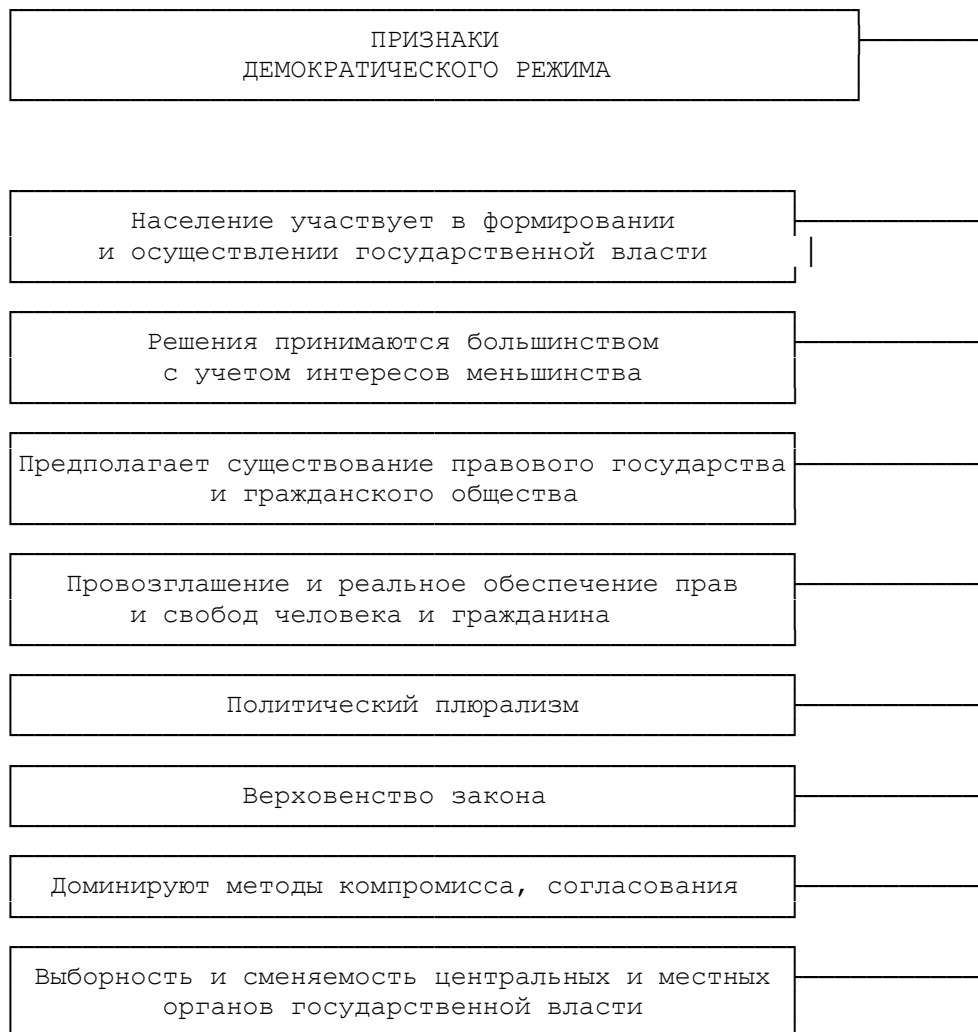 ПРИЗНАКИ
ДЕМОКРАТИЧЕСКОГО РЕЖИМА
Население участвует в формировании
и осуществлении государственной власти
Решения принимаются большинством
с учетом интересов меньшинства
Предполагает существование правового государства
и гражданского общества
Провозглашение и реальное обеспечение прав
и свобод человека и гражданина
Политический плюрализм
Верховенство закона
Доминируют методы компромисса, согласования
Выборность и сменяемость центральных и местных
органов государственной власти